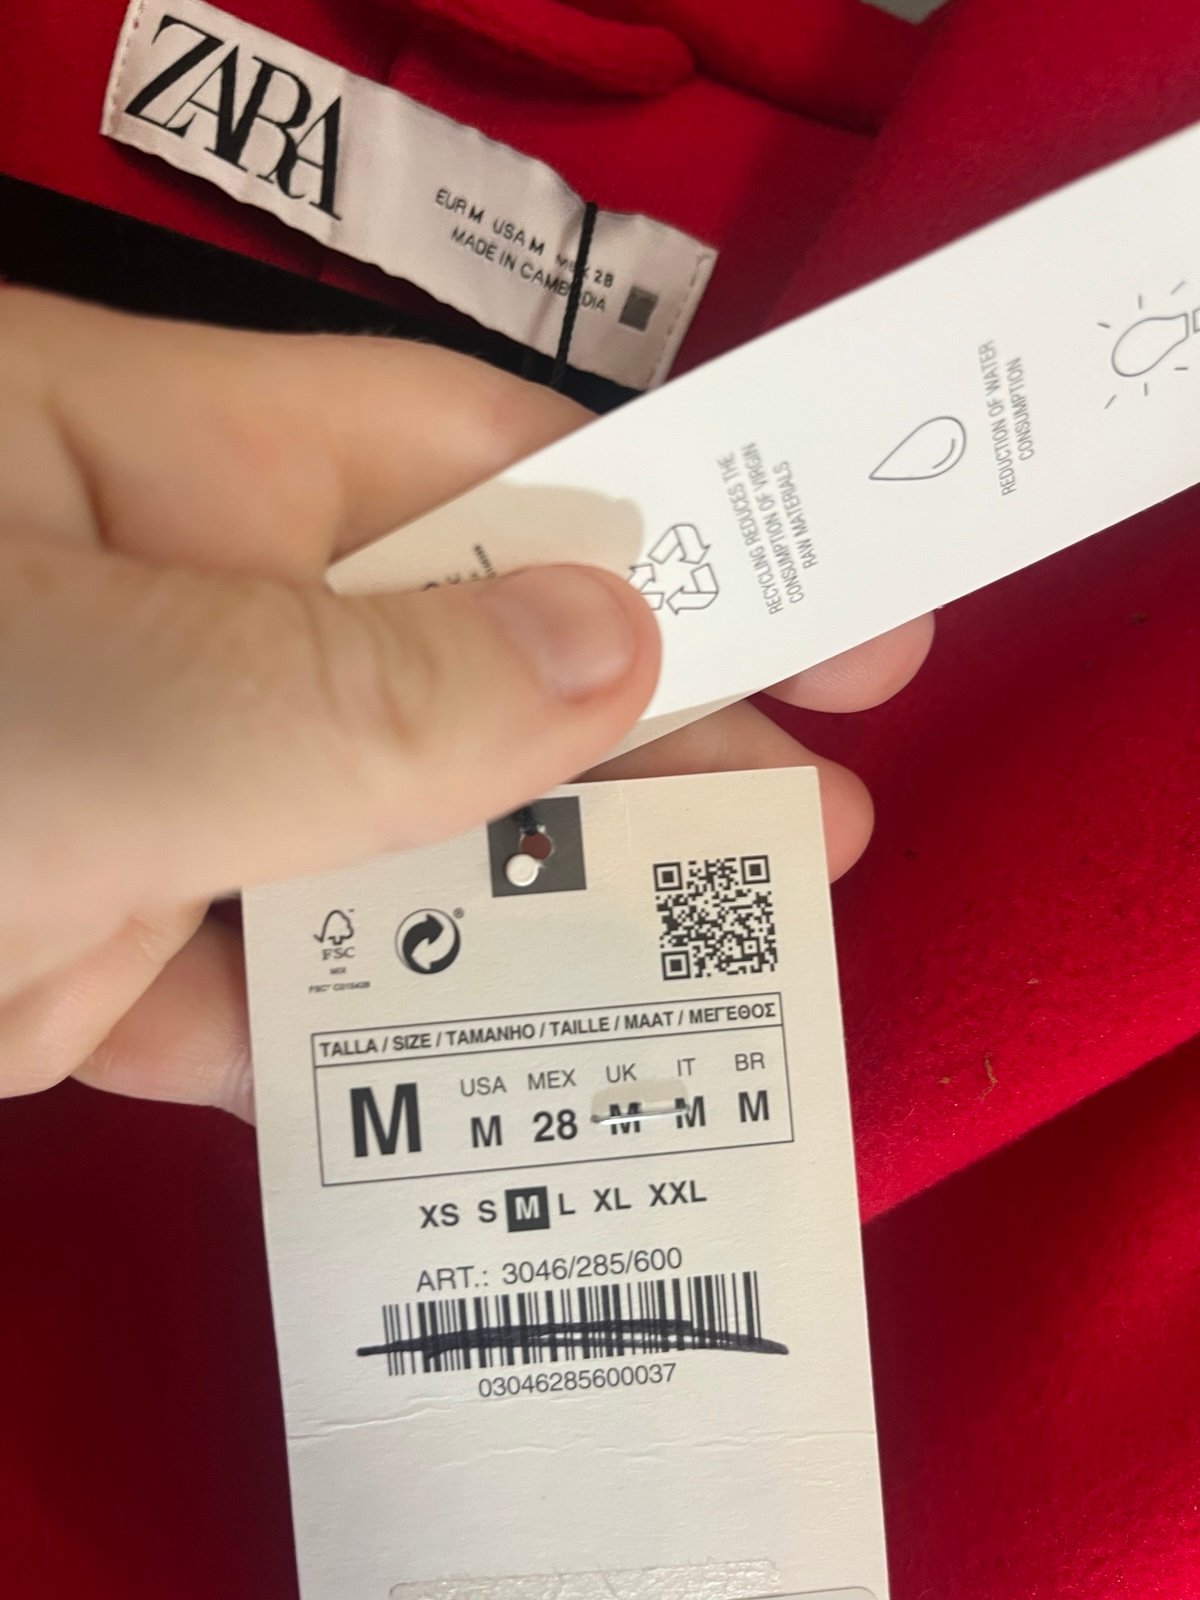 ZARA
EUR M USA M MEX 28
MADE IN CAMBODIA
RECYCLING REDUCES THE
CONSUMPTION OF VIRGIN
RAW MATERIALS
REDUCTION OF WATER
CONSUMPTION
FSC
MIX
®
TALLA / SIZE / TAMANHO / TAILLE / MAAT / ΜΕΓΕΘΟΣ
USA MEX UK IT BR
M M 28 M M M
XS S M L XL XXL
ART.: 3046/285/600
03046285600037